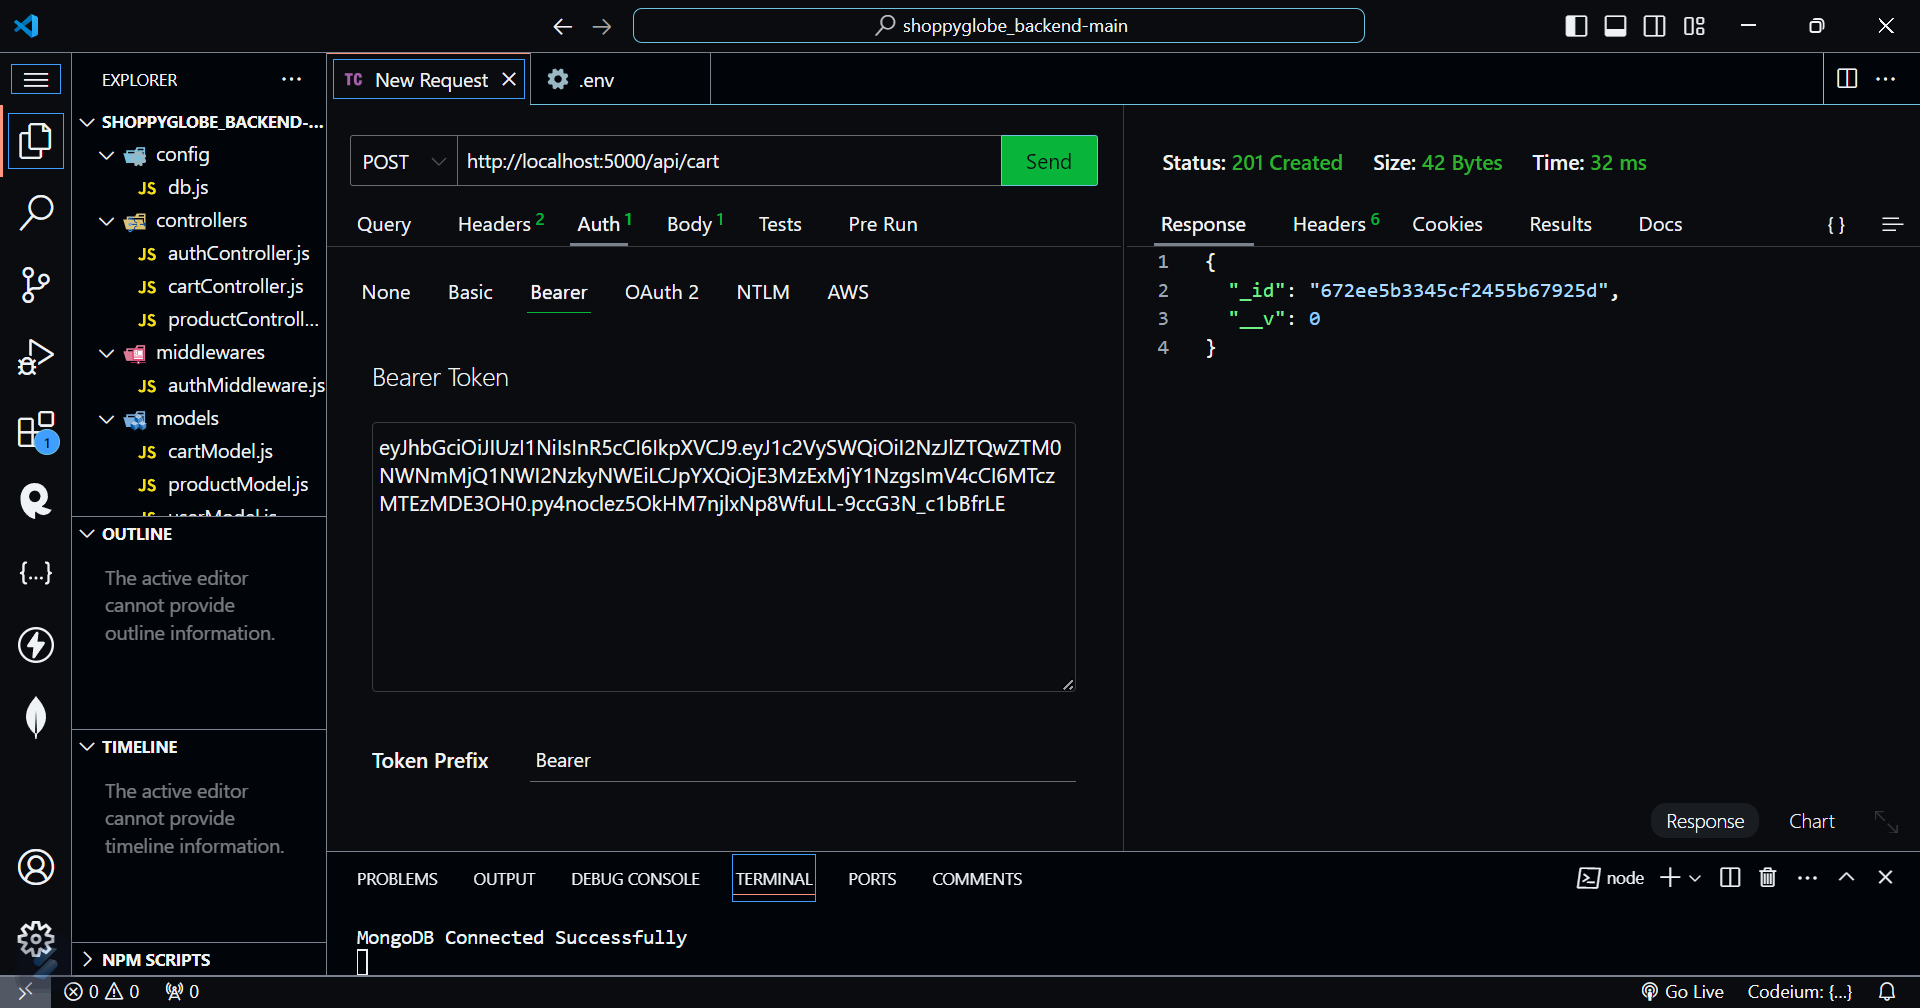 shoppyglobe_backend-main
EXPLORER
SHOPPYGLOBE_BACKEND-...
config
JS db.js
controllers
JS authController.js
JS cartController.js
JS productControll...
middlewares
JS authMiddleware.js
models
JS cartModel.js
JS productModel.js
OUTLINE
The active editor
cannot provide
outline information.
TIMELINE
The active editor
cannot provide
timeline information.
NPM SCRIPTS
1
{...}
TC New Request
.env
POST http://localhost:5000/api/cart Send
Query Headers 2 Auth 1 Body 1 Tests Pre Run
None Basic Bearer OAuth 2 NTLM AWS
Bearer Token
eyJhbGciOiJIUzI1NiIsInR5cCI6IkpXVCJ9.eyJ1c2VySWQiOiI2NzJlZTQwZTM0
NWNmMjQ1NWI2NzkyNWEiLCJpYXQiOjE3MzExMjY1NzgsImV4cCI6MTcz
MTEzMDE3OH0.py4noclez5OkHM7njlxNp8WfuLL-9ccG3N_c1bBfrLE
Token Prefix Bearer
Status: 201 Created Size: 42 Bytes Time: 32 ms
Response Headers 6 Cookies Results Docs { }
1 {
2 "_id": "672ee5b3345cf2455b67925d",
3 "__v": 0
4 }
Response Chart
PROBLEMS OUTPUT DEBUG CONSOLE TERMINAL PORTS COMMENTS node
MongoDB Connected Successfully
0 0 0 Go Live Codeium: {...}